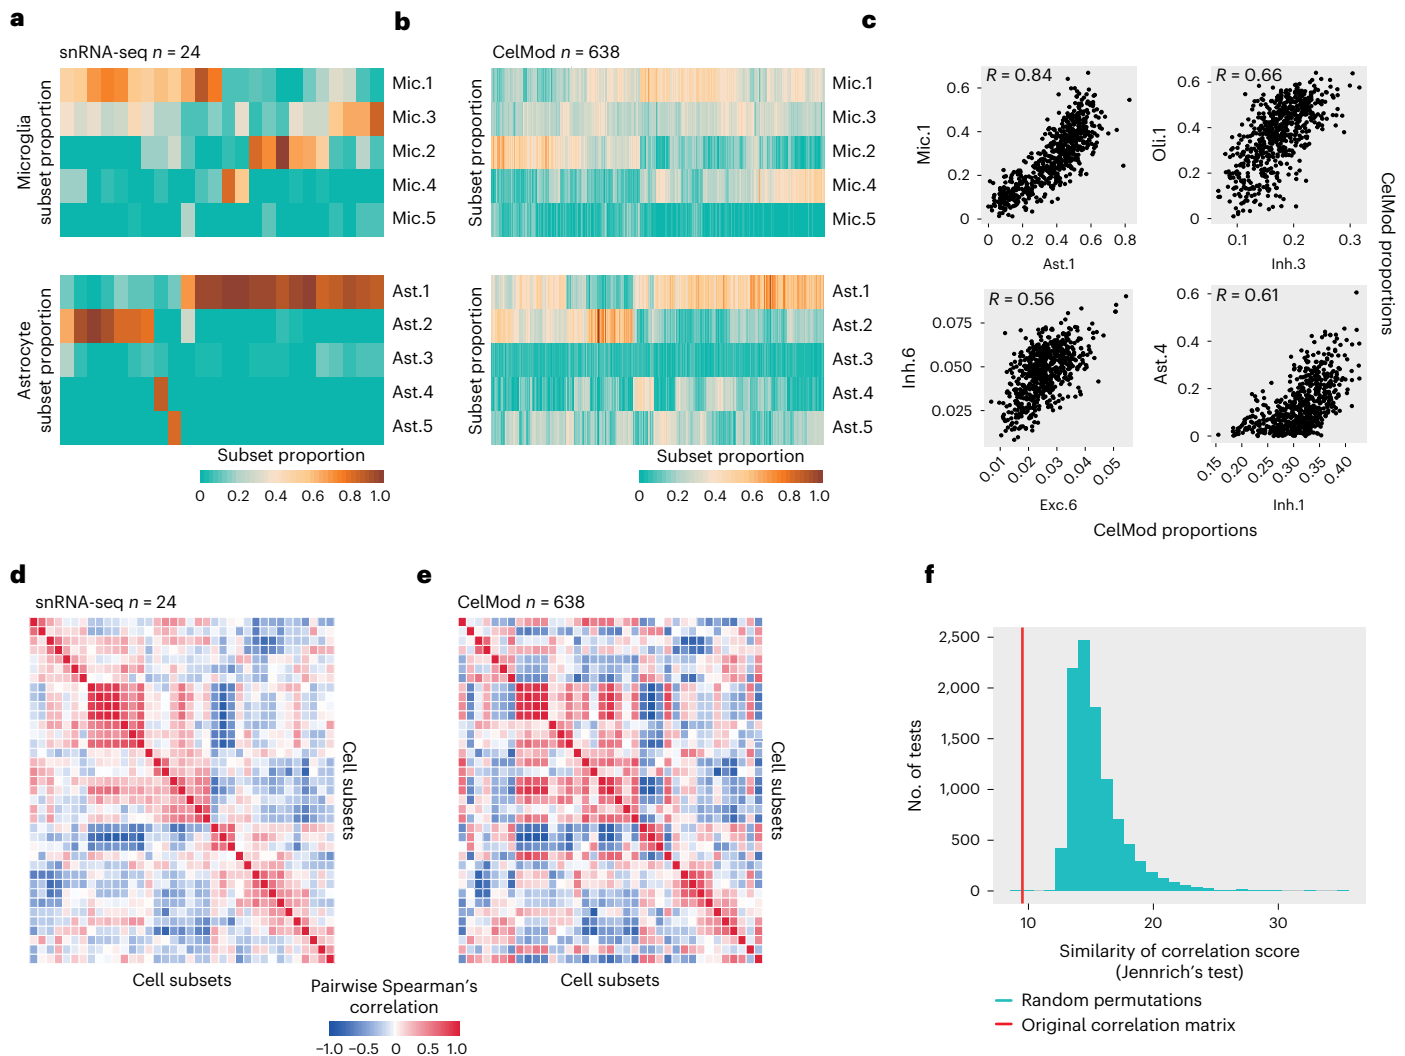 a
snRNA-seq n = 24
Microglia
subset proportion
Mic.1
Mic.3
Mic.2
Mic.4
Mic.5
Astrocyte
subset proportion
Ast.1
Ast.2
Ast.3
Ast.4
Ast.5
Subset proportion
0 0.2 0.4 0.6 0.8 1.0
b
CelMod n = 638
Subset proportion
Mic.1
Mic.3
Mic.2
Mic.4
Mic.5
Subset proportion
Ast.1
Ast.2
Ast.3
Ast.4
Ast.5
Subset proportion
0 0.2 0.4 0.6 0.8 1.0
c
R = 0.84
Mic.1
0.6
0.4
0.2
0
0 0.2 0.4 0.6 0.8
Ast.1
R = 0.66
Oli.1
0.6
0.4
0.2
0
0.1 0.2 0.3
Inh.3
R = 0.56
Inh.6
0.075
0.050
0.025
0.01 0.02 0.03 0.04 0.05
Exc.6
R = 0.61
Ast.4
0.6
0.4
0.2
0
0.15 0.20 0.25 0.30 0.35 0.40
Inh.1
CelMod proportions
CelMod proportions
d
snRNA-seq n = 24
Cell subsets
Cell subsets
e
CelMod n = 638
Cell subsets
Cell subsets
Pairwise Spearman's
correlation
−1.0 −0.5 0 0.5 1.0
f
No. of tests
2,500
2,000
1,500
1,000
500
0
10 20 30
Similarity of correlation score
(Jennrich's test)
Random permutations
Original correlation matrix